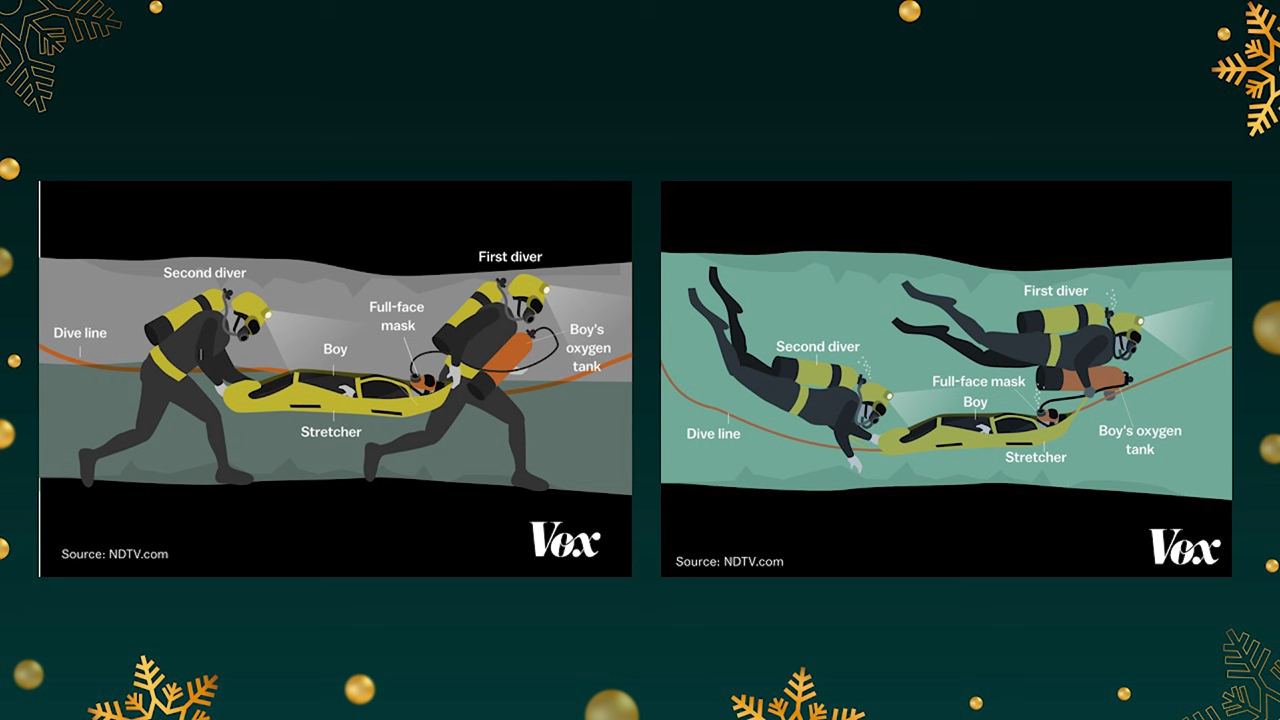 First diver
Second diver
Full-face
mask
Dive line
Boy's
oxygen
tank
Boy
Stretcher
Vox
Source: NDTV.com
First diver
Second diver
Full-face mask
Boy
Dive line
Boy's oxygen
tank
Stretcher
Vox
Source: NDTV.com